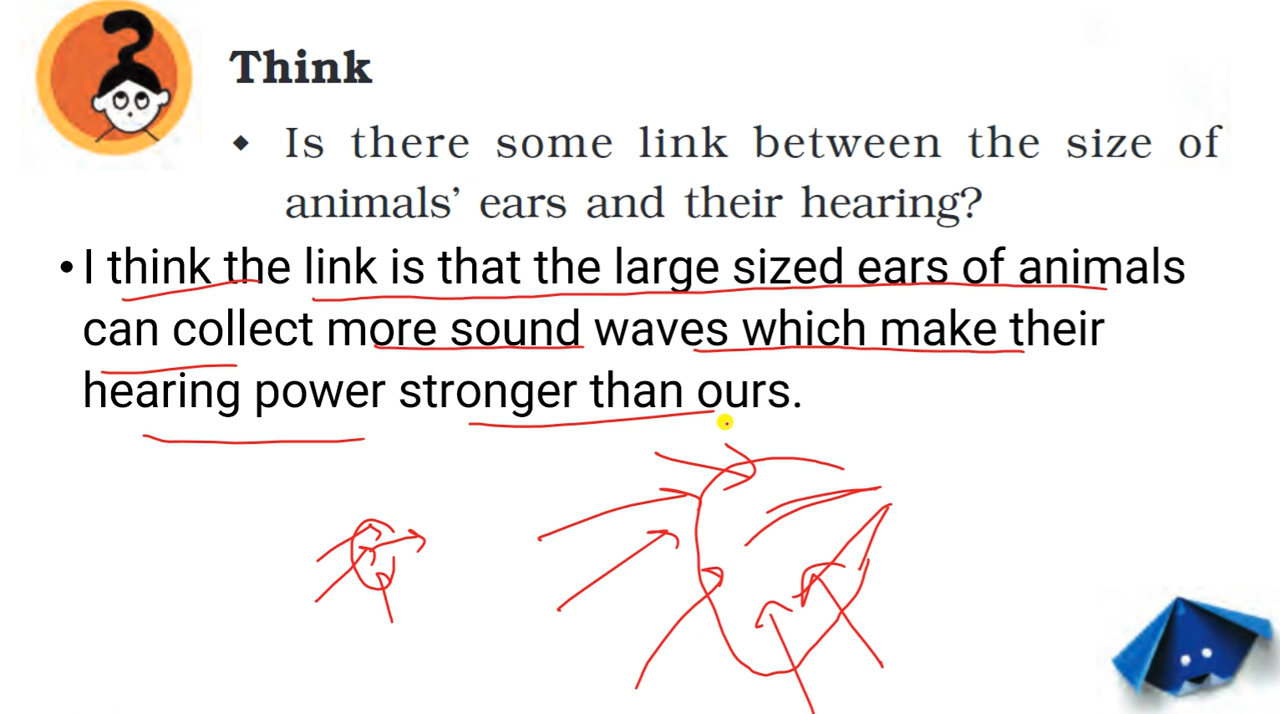 Think
◆ Is there some link between the size of
animals’ ears and their hearing?
•I think the link is that the large sized ears of animals
can collect more sound waves which make their
hearing power stronger than ours.